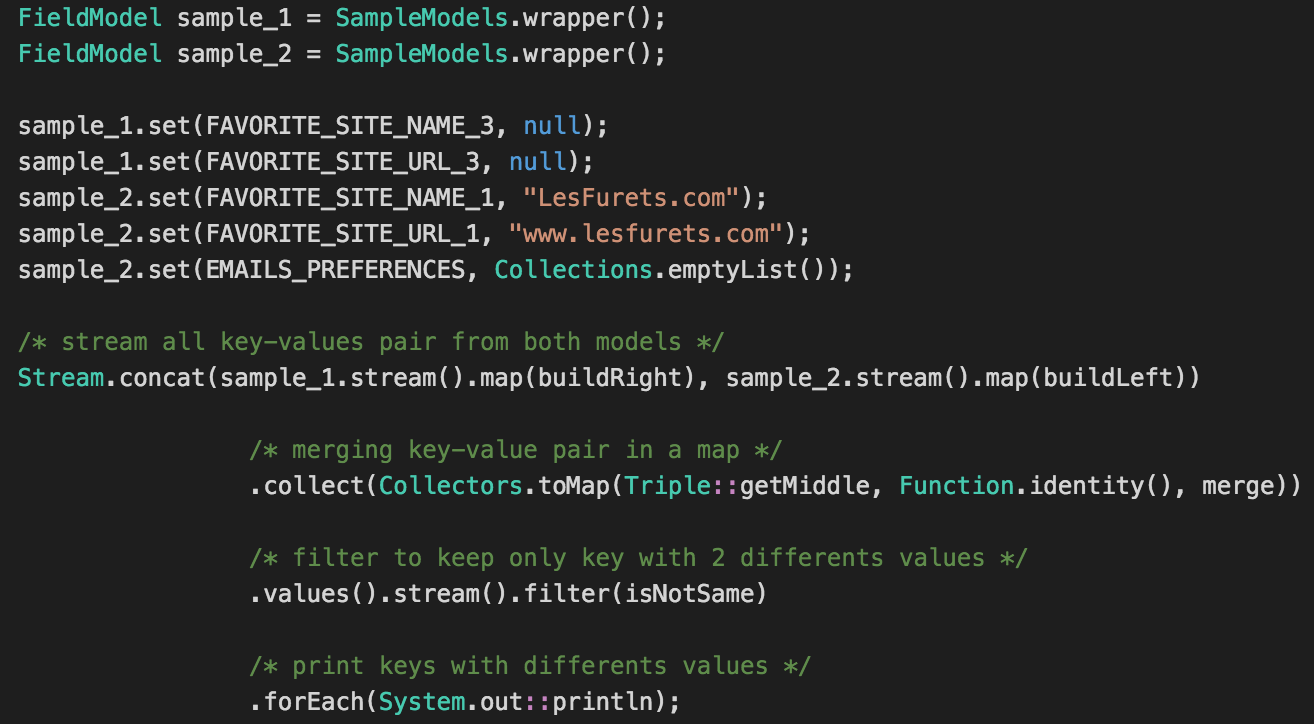 FieldModel sample_1 = SampleModels.wrapper();
FieldModel sample_2 = SampleModels.wrapper();
sample_1.set(FAVORITE_SITE_NAME_3, null);
sample_1.set(FAVORITE_SITE_URL_3, null);
sample_2.set(FAVORITE_SITE_NAME_1, "LesFurets.com");
sample_2.set(FAVORITE_SITE_URL_1, "www.lesfurets.com");
sample_2.set(EMAILS_PREFERENCES, Collections.emptyList());
/* stream all key-values pair from both models */
Stream.concat(sample_1.stream().map(buildRight), sample_2.stream().map(buildLeft))
/* merging key-value pair in a map */
.collect(Collectors.toMap(Triple::getMiddle, Function.identity(), merge))
/* filter to keep only key with 2 differents values */
.values().stream().filter(isNotSame)
/* print keys with differents values */
.forEach(System.out::println);